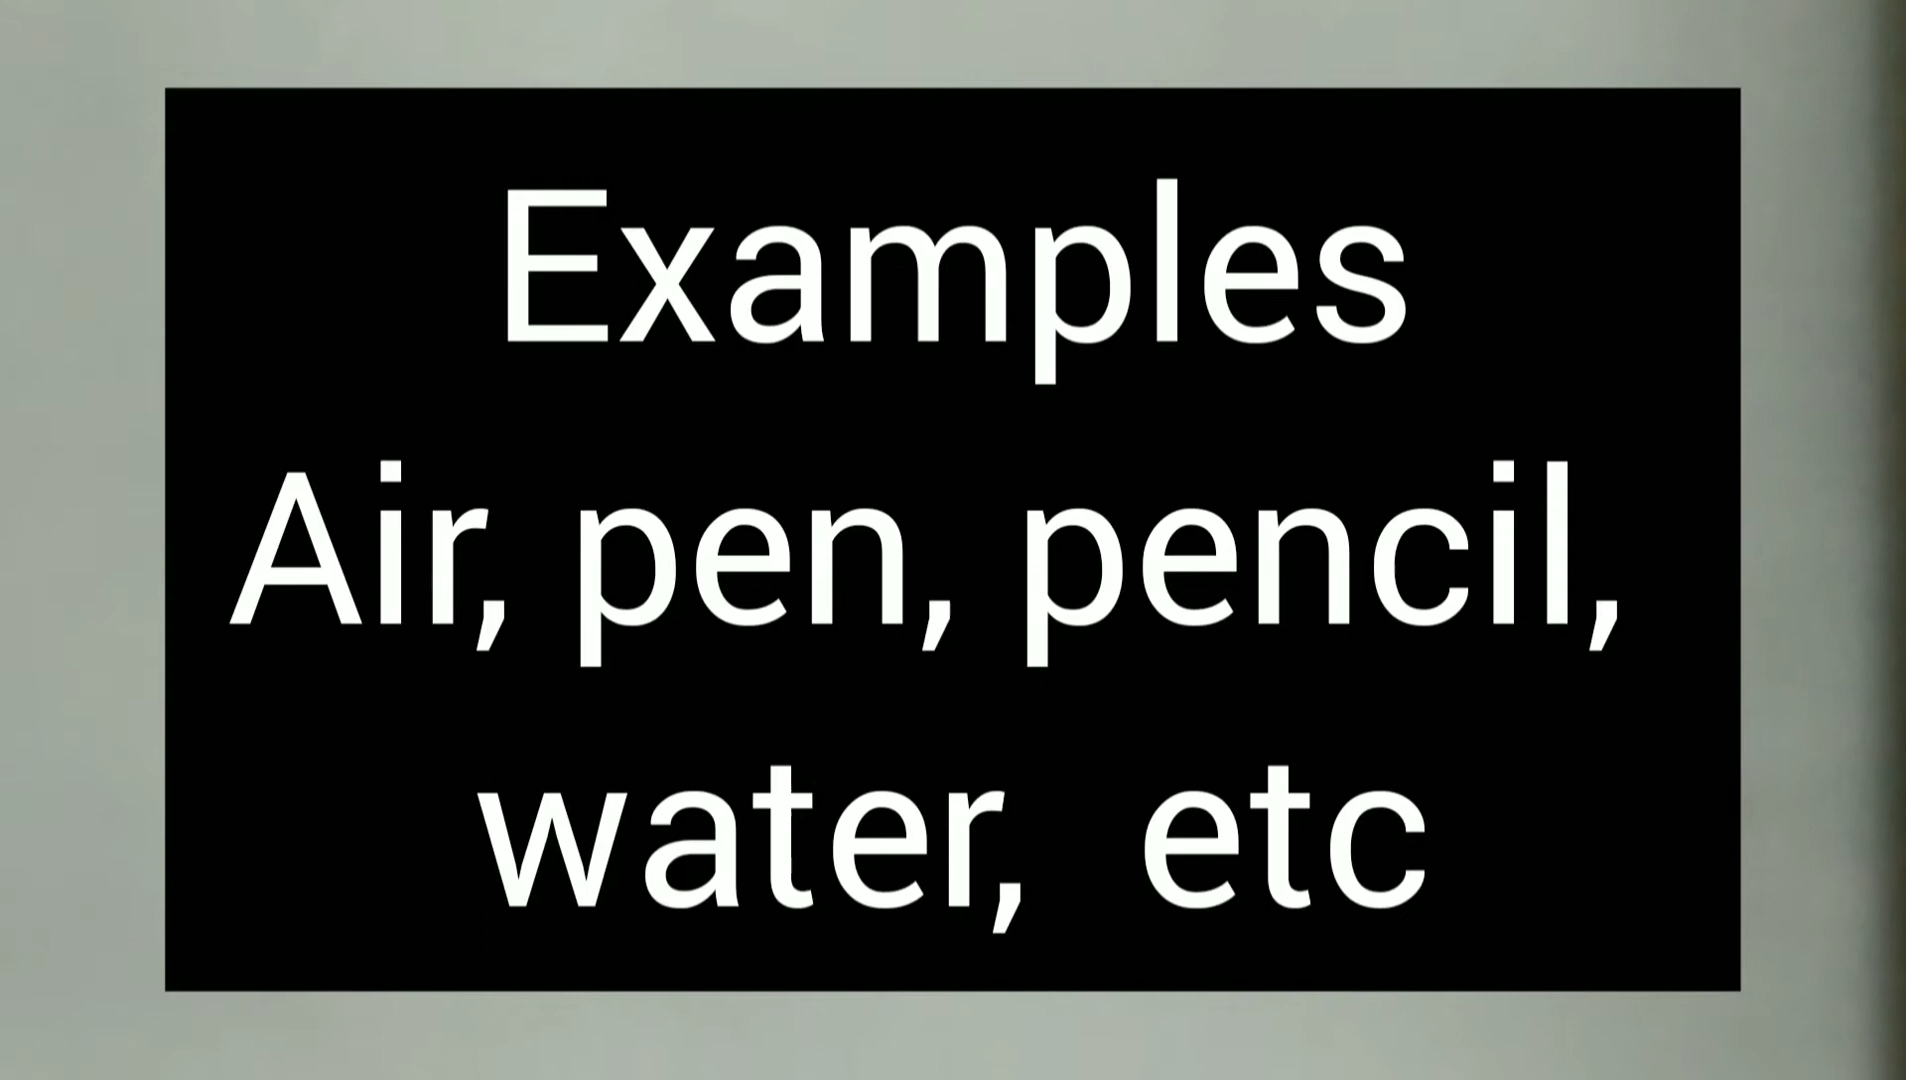 Examples
Air, pen, pencil,
water, etc